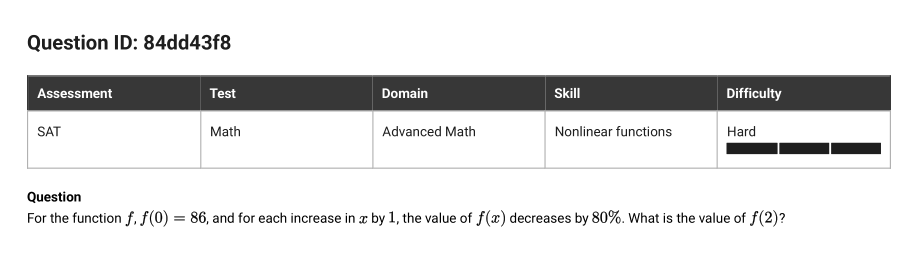 Question ID: 84dd43f8
Assessment Test Domain Skill Difficulty
SAT Math Advanced Math Nonlinear functions Hard
Question
For the function f, f(0) = 86, and for each increase in x by 1, the value of f(x) decreases by 80%. What is the value of f(2)?